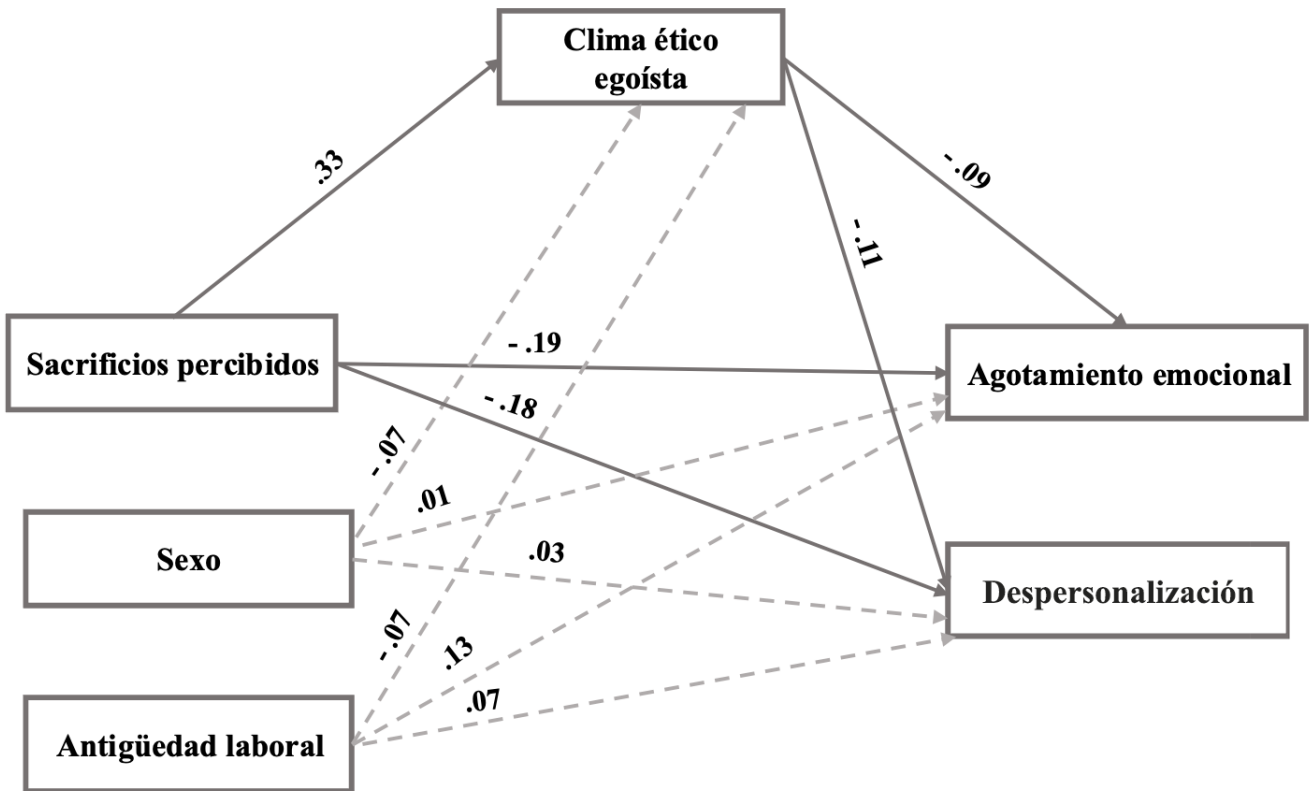 Clima ético
egoísta
.33
- .09
- .11
Sacrificios percibidos
- .19
- .18
Agotamiento emocional
- .07
.01
Sexo
.03
Despersonalización
- .07
.13
.07
Antigüedad laboral